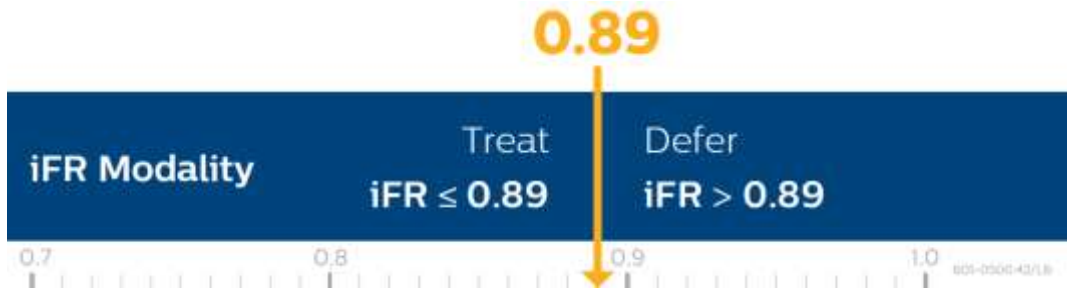 0.89
iFR Modality
Treat
iFR ≤ 0.89
Defer
iFR > 0.89
0.7 0.8 0.9 1.0